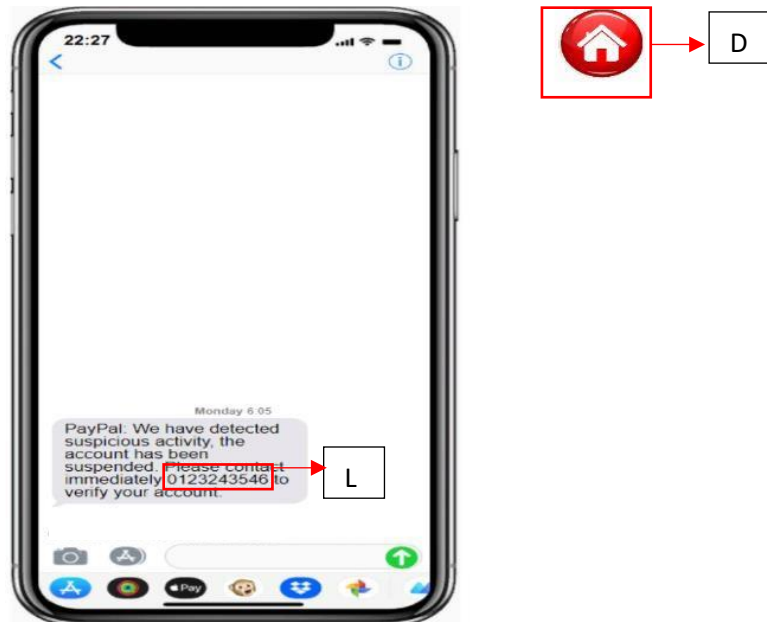 22:27
D
Monday 6 05
PayPal: We have detected
suspicious activity, the
account has been
suspended. Please contact
immediately 0123243546 to
verify your account.
L
Pay